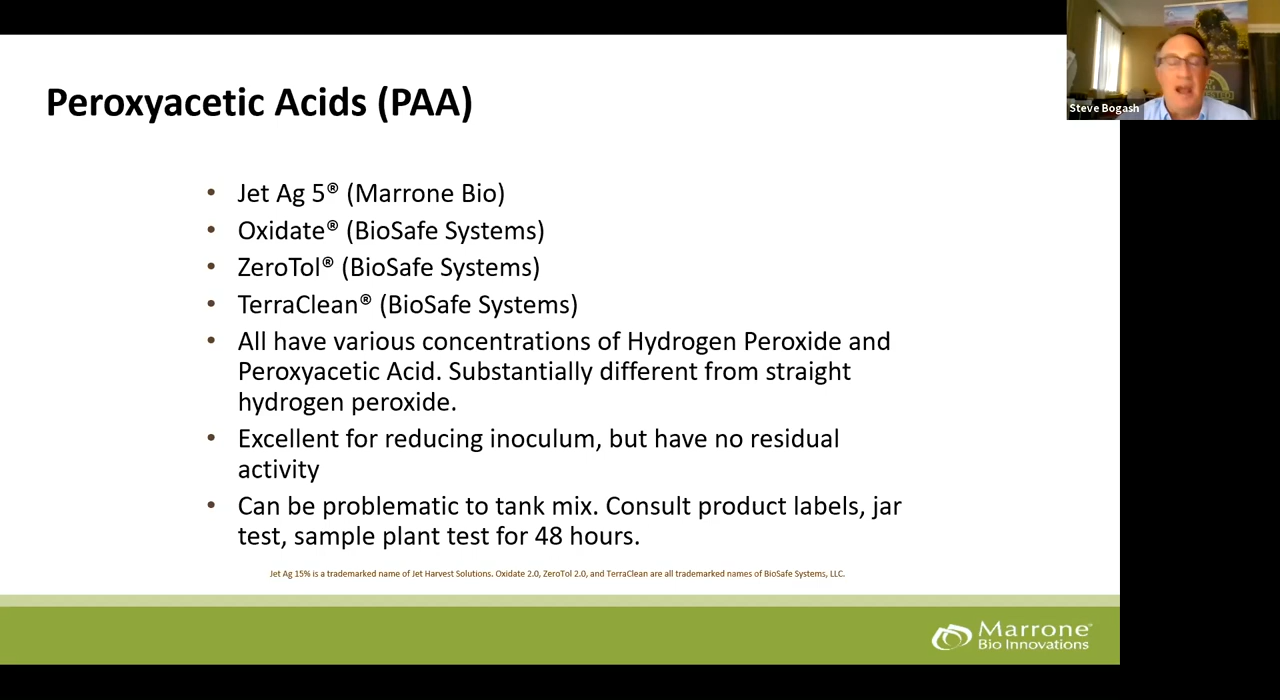 Peroxyacetic Acids (PAA)
Steve Bogash
• Jet Ag 5® (Marrone Bio)
• Oxidate® (BioSafe Systems)
• ZeroTol® (BioSafe Systems)
• TerraClean® (BioSafe Systems)
• All have various concentrations of Hydrogen Peroxide and
Peroxyacetic Acid. Substantially different from straight
hydrogen peroxide.
• Excellent for reducing inoculum, but have no residual
activity
• Can be problematic to tank mix. Consult product labels, jar
test, sample plant test for 48 hours.
Jet Ag 15% is a trademarked name of Jet Harvest Solutions. Oxidate 2.0, ZeroTol 2.0, and TerraClean are all trademarked names of BioSafe Systems, LLC.
Marrone
Bio Innovations